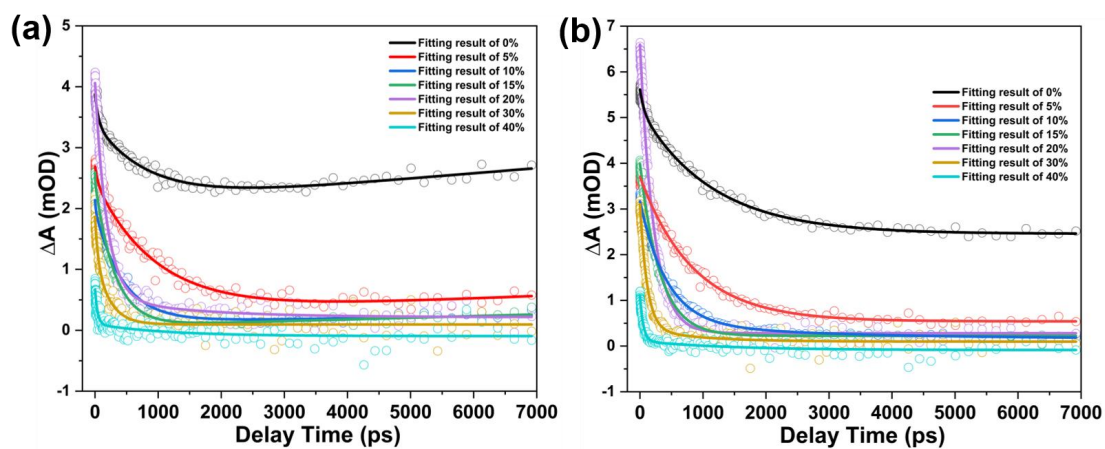 (a)
5
4
3
2
1
0
-1
ΔA (mOD)
0 1000 2000 3000 4000 5000 6000 7000
Delay Time (ps)
Fitting result of 0%
Fitting result of 5%
Fitting result of 10%
Fitting result of 15%
Fitting result of 20%
Fitting result of 30%
Fitting result of 40%
(b)
7
6
5
4
3
2
1
0
-1
ΔA (mOD)
0 1000 2000 3000 4000 5000 6000 7000
Delay Time (ps)
Fitting result of 0%
Fitting result of 5%
Fitting result of 10%
Fitting result of 15%
Fitting result of 20%
Fitting result of 30%
Fitting result of 40%